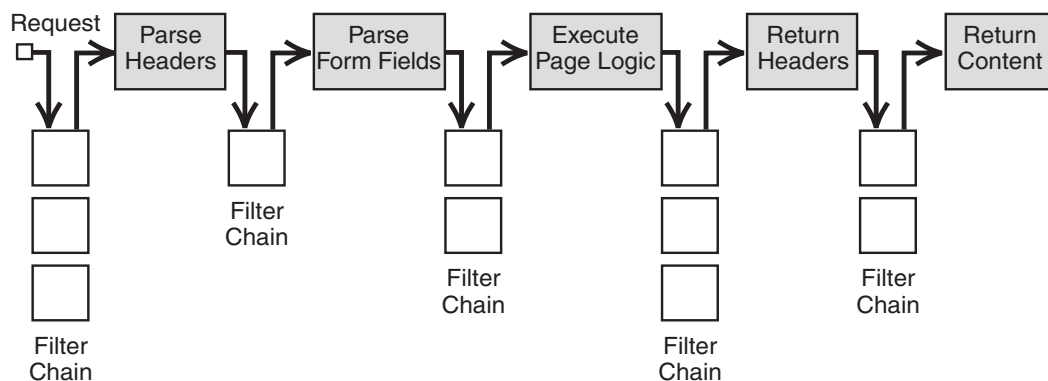 Request
Parse
Headers
Parse
Form Fields
Execute
Page Logic
Return
Headers
Return
Content
Filter
Chain
Filter
Chain
Filter
Chain
Filter
Chain
Filter
Chain